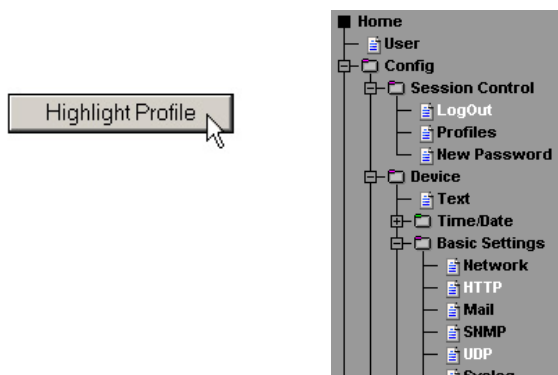 Highlight Profile
Home
User
Config
Session Control
LogOut
Profiles
New Password
Device
Text
Time/Date
Basic Settings
Network
HTTP
Mail
SNMP
UDP
Syslog